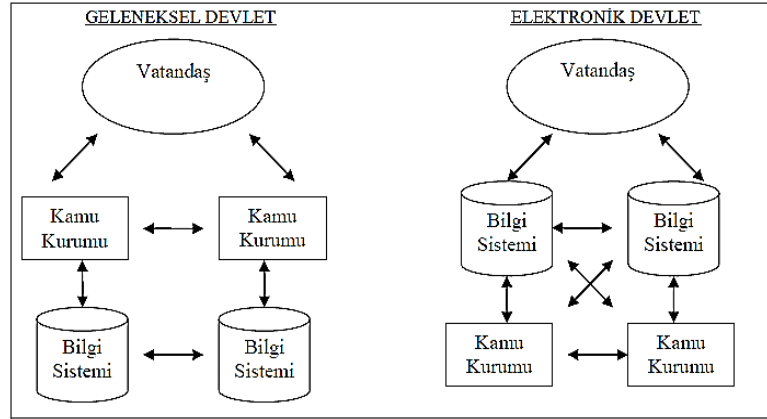 GELENEKSEL DEVLET
Vatandaş
Kamu
Kurumu
Kamu
Kurumu
Bilgi
Sistemi
Bilgi
Sistemi
ELEKTRONİK DEVLET
Vatandaş
Bilgi
Sistemi
Bilgi
Sistemi
Kamu
Kurumu
Kamu
Kurumu